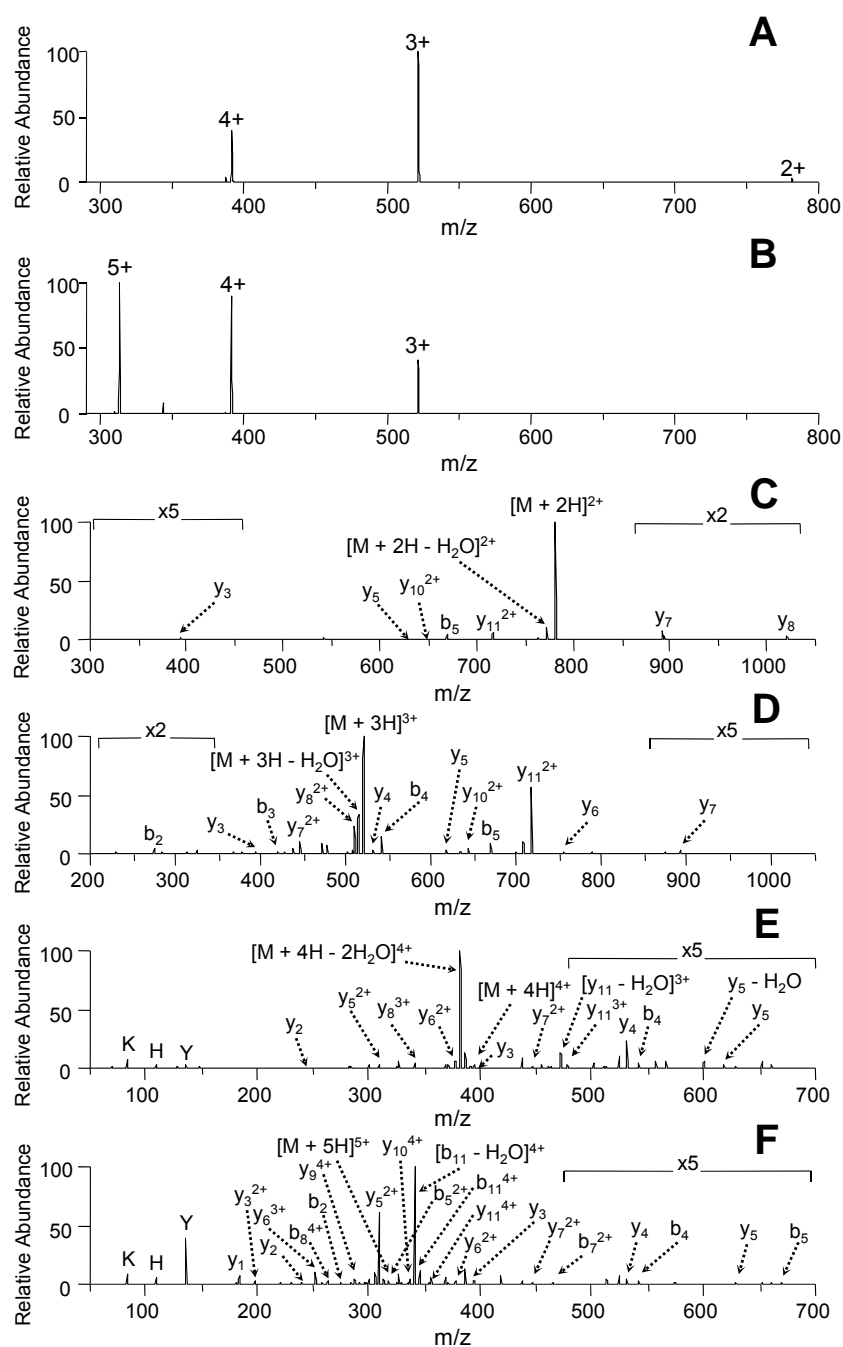 A
Relative Abundance
100
50
0
4+
3+
2+
300 400 500 600 700 800
m/z
B
Relative Abundance
100
50
0
5+
4+
3+
300 400 500 600 700 800
m/z
C
Relative Abundance
100
50
0
x5
[M + 2H]²⁺
x2
[M + 2H - H₂O]²⁺
y₃
y₅
y₁₀²⁺
b₅
y₁₁²⁺
y₇
y₈
300 400 500 600 700 800 900 1000
m/z
D
Relative Abundance
100
50
0
x2
[M + 3H]³⁺
x5
[M + 3H - H₂O]³⁺
b₂
y₃
b₃
y₇²⁺
y₈²⁺
y₄
b₄
y₅
y₁₀²⁺
b₅
y₁₁²⁺
y₆
y₇
200 300 400 500 600 700 800 900 1000
m/z
E
Relative Abundance
100
50
0
[M + 4H - 2H₂O]⁴⁺
x5
[M + 4H]⁴⁺
[y₁₁ - H₂O]³⁺
y₅ - H₂O
K
H
Y
y₂
y₅²⁺
y₈³⁺
y₆²⁺
y₃
y₇²⁺
y₁₁³⁺
y₄
b₄
y₅
100 200 300 400 500 600 700
m/z
F
Relative Abundance
100
50
0
[M + 5H]⁵⁺
y₁₀⁴⁺
[b₁₁ - H₂O]⁴⁺
x5
K
H
Y
y₁
y₃²⁺
y₆³⁺
y₂
b₈⁴⁺
b₂
y₉⁴⁺
y₅²⁺
b₅²⁺
b₁₁⁴⁺
y₁₁⁴⁺
y₆²⁺
y₃
y₇²⁺
b₇²⁺
y₄
b₄
y₅
b₅
100 200 300 400 500 600 700
m/z